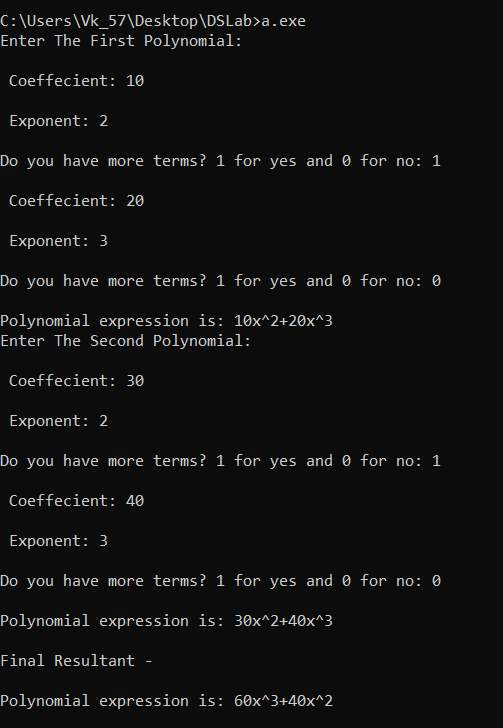 C:\Users\Vk_57\Desktop\DSLab>a.exe
Enter The First Polynomial:
Coeffecient: 10
Exponent: 2
Do you have more terms? 1 for yes and 0 for no: 1
Coeffecient: 20
Exponent: 3
Do you have more terms? 1 for yes and 0 for no: 0
Polynomial expression is: 10x^2+20x^3
Enter The Second Polynomial:
Coeffecient: 30
Exponent: 2
Do you have more terms? 1 for yes and 0 for no: 1
Coeffecient: 40
Exponent: 3
Do you have more terms? 1 for yes and 0 for no: 0
Polynomial expression is: 30x^2+40x^3
Final Resultant -
Polynomial expression is: 60x^3+40x^2